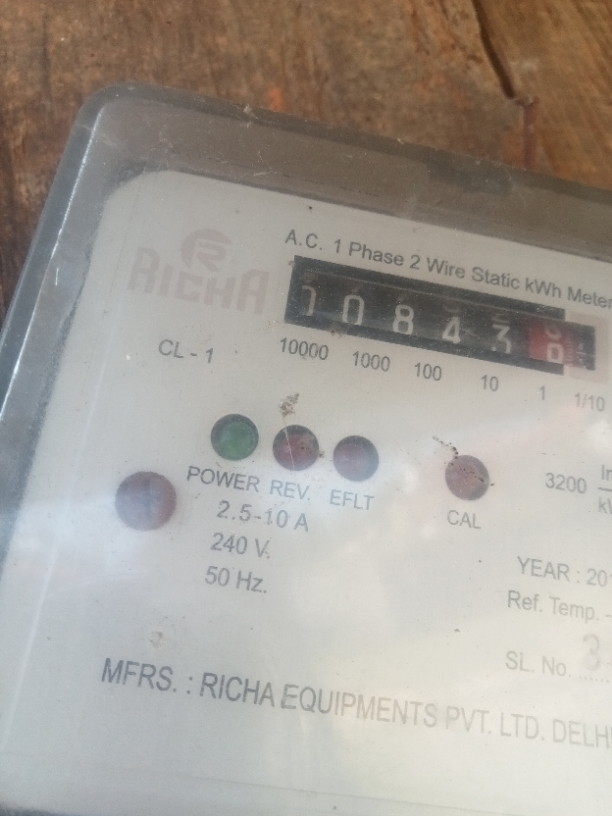 A.C. 1 Phase 2 Wire Static kWh Meter
RICHA
10843
CL - 1
10000 1000 100 10 1 1/10
POWER REV. EFLT
CAL
3200
2.5-10 A
240 V.
50 Hz.
YEAR : 
Ref. Temp. -
SL. No.
MFRS. : RICHA EQUIPMENTS PVT. LTD.